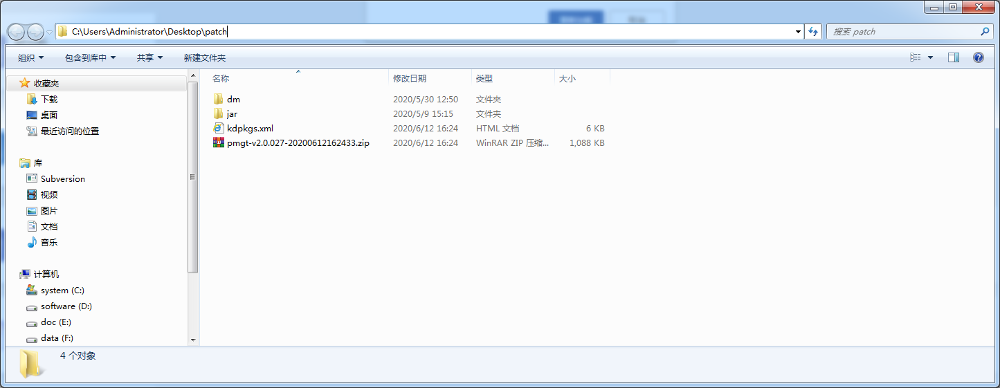 C:\Users\Administrator\Desktop\patch
搜索 patch
组织 包含到库中 共享 新建文件夹
收藏夹
下载
桌面
最近访问的位置
库
Subversion
视频
图片
文档
音乐
计算机
system (C:)
software (D:)
doc (E:)
data (F:)
名称 修改日期 类型 大小
dm 2020/5/30 12:50 文件夹
jar 2020/5/9 15:15 文件夹
kdpkgs.xml 2020/6/12 16:24 HTML 文档 6 KB
pmgt-v2.0.027-20200612162433.zip 2020/6/12 16:24 WinRAR ZIP 压缩... 1,088 KB
4 个对象